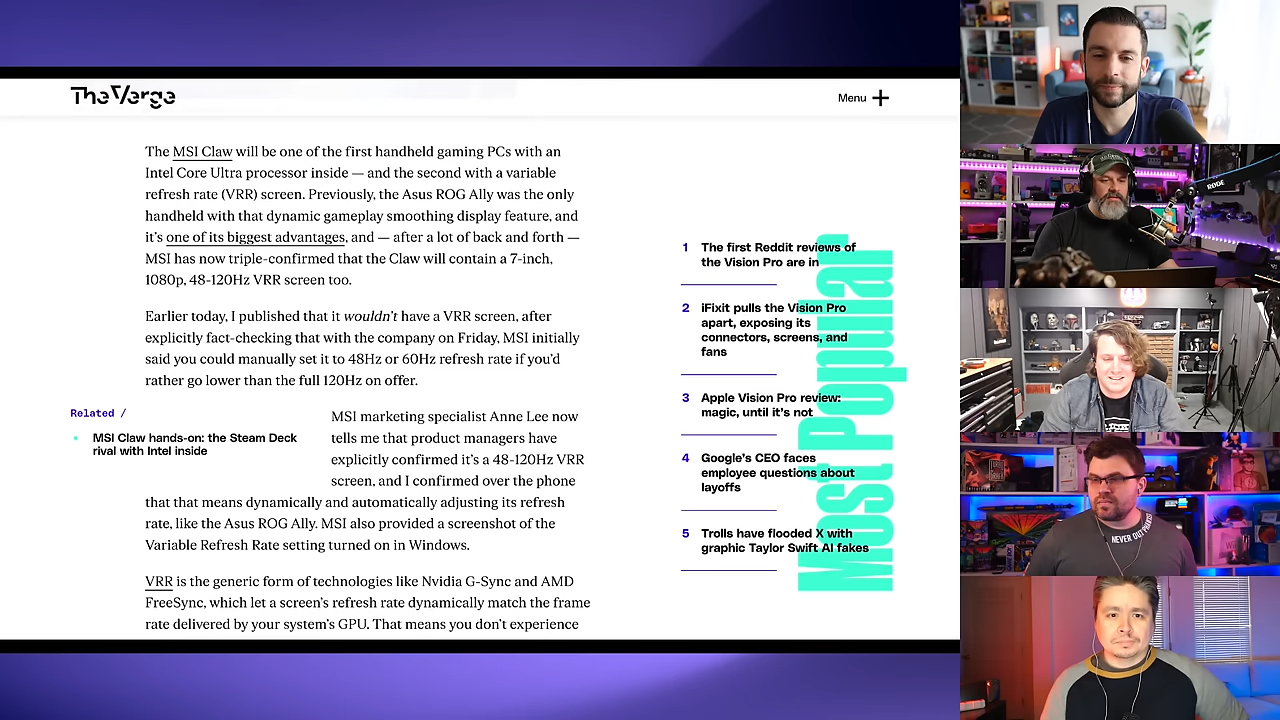 The Verge
Menu
The MSI Claw will be one of the first handheld gaming PCs with an
Intel Core Ultra processor inside — and the second with a variable
refresh rate (VRR) screen. Previously, the Asus ROG Ally was the only
handheld with that dynamic gameplay smoothing display feature, and
it's one of its biggest advantages, and — after a lot of back and forth —
MSI has now triple-confirmed that the Claw will contain a 7-inch,
1080p, 48-120Hz VRR screen too.
Earlier today, I published that it wouldn't have a VRR screen, after
explicitly fact-checking that with the company on Friday. MSI initially
said you could manually set it to 48Hz or 60Hz refresh rate if you'd
rather go lower than the full 120Hz on offer.
Related /
MSI Claw hands-on: the Steam Deck
rival with Intel inside
MSI marketing specialist Anne Lee now
tells me that product managers have
explicitly confirmed it's a 48-120Hz VRR
screen, and I confirmed over the phone
that that means dynamically and automatically adjusting its refresh
rate, like the Asus ROG Ally. MSI also provided a screenshot of the
Variable Refresh Rate setting turned on in Windows.
VRR is the generic form of technologies like Nvidia G-Sync and AMD
FreeSync, which let a screen's refresh rate dynamically match the frame
rate delivered by your system's GPU. That means you don't experience
Most Popular
1 The first Reddit reviews of
the Vision Pro are in
2 iFixit pulls the Vision Pro
apart, exposing its
connectors, screens, and
fans
3 Apple Vision Pro review:
magic, until it's not
4 Google's CEO faces
employee questions about
layoffs
5 Trolls have flooded X with
graphic Taylor Swift AI fakes
RODE
NEVER OUT